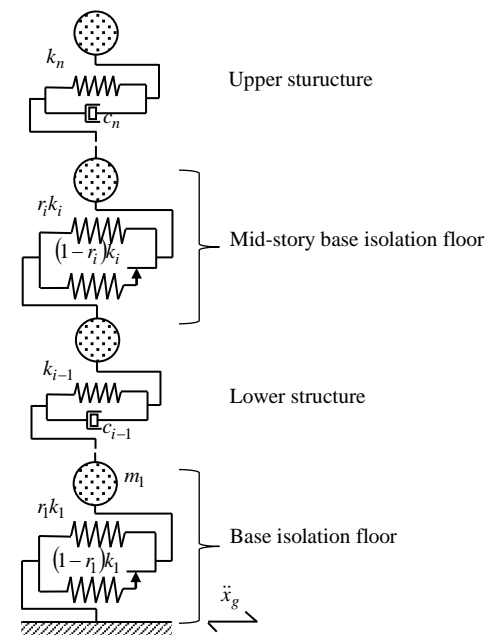 k_n
Upper sturucture
c_n
r_i k_i
(1−r_i)k_i
Mid-story base isolation floor
k_{i−1}
Lower structure
c_{i−1}
m_1
r_1 k_1
Base isolation floor
(1−r_1)k_1
ẍ_g